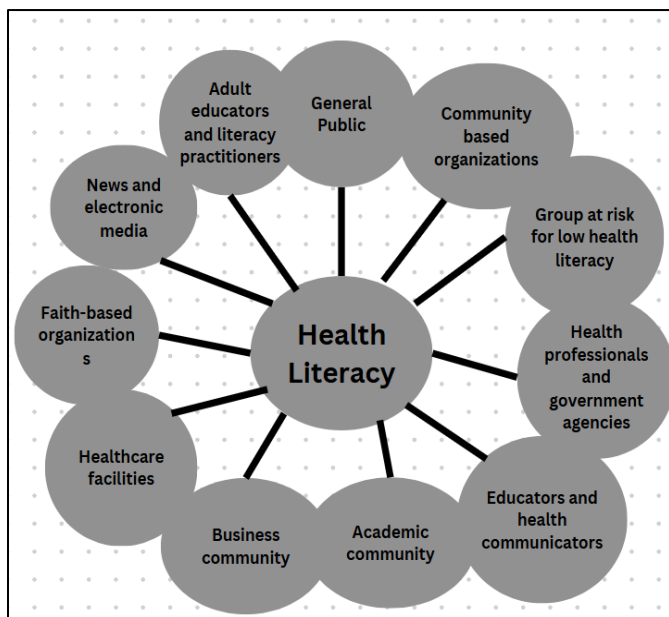 General
Public
Community
based
organizations
Group at risk
for low health
literacy
Health
professionals
and
government
agencies
Educators and
health
communicators
Academic
community
Business
community
Healthcare
facilities
Faith-based
organization
s
News and
electronic
media
Adult
educators
and literacy
practitioners
Health
Literacy